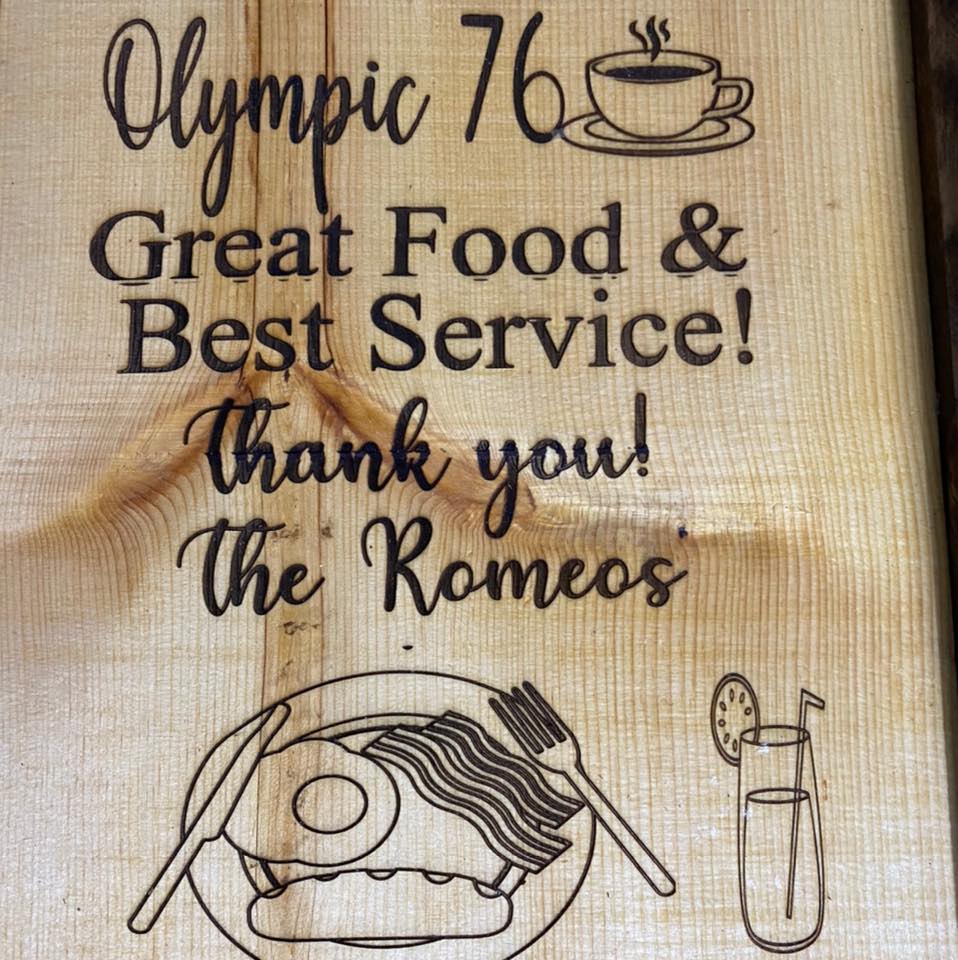 Olympic 76
Great Food &
Best Service!
thank you!
the Romeos